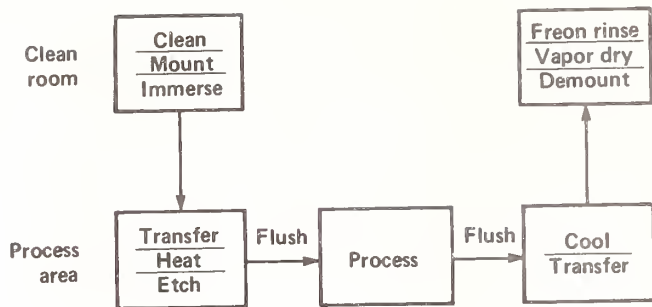 Clean
room
Clean
Mount
Immerse
Freon rinse
Vapor dry
Demount
Process
area
Transfer
Heat
Etch
Flush
Process
Flush
Cool
Transfer